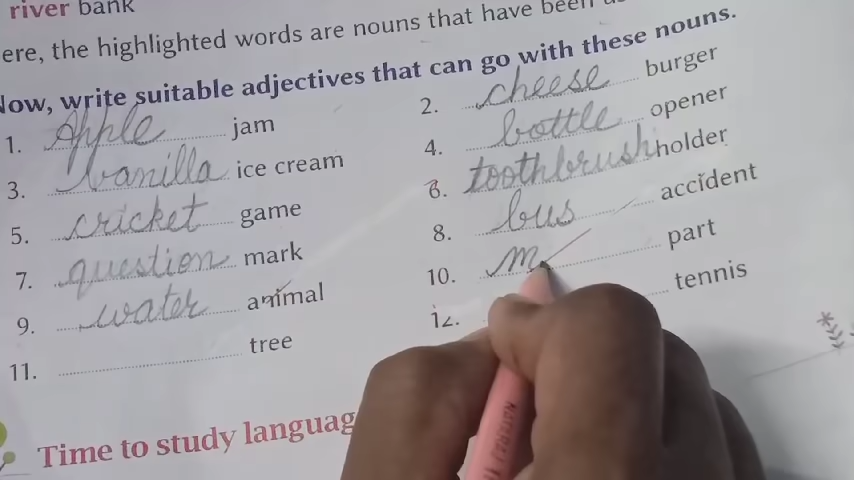 river bank
ere, the highlighted words are nouns that have been
Now, write suitable adjectives that can go with these nouns.
1. Apple jam
2. cheese burger
3. Vanilla ice cream
4. bottle opener
5. cricket game
6. toothbrush holder
7. question mark
8. bus accident
9. water animal
10. m part
11. tree
12. tennis
Time to study languag
NATARAJ